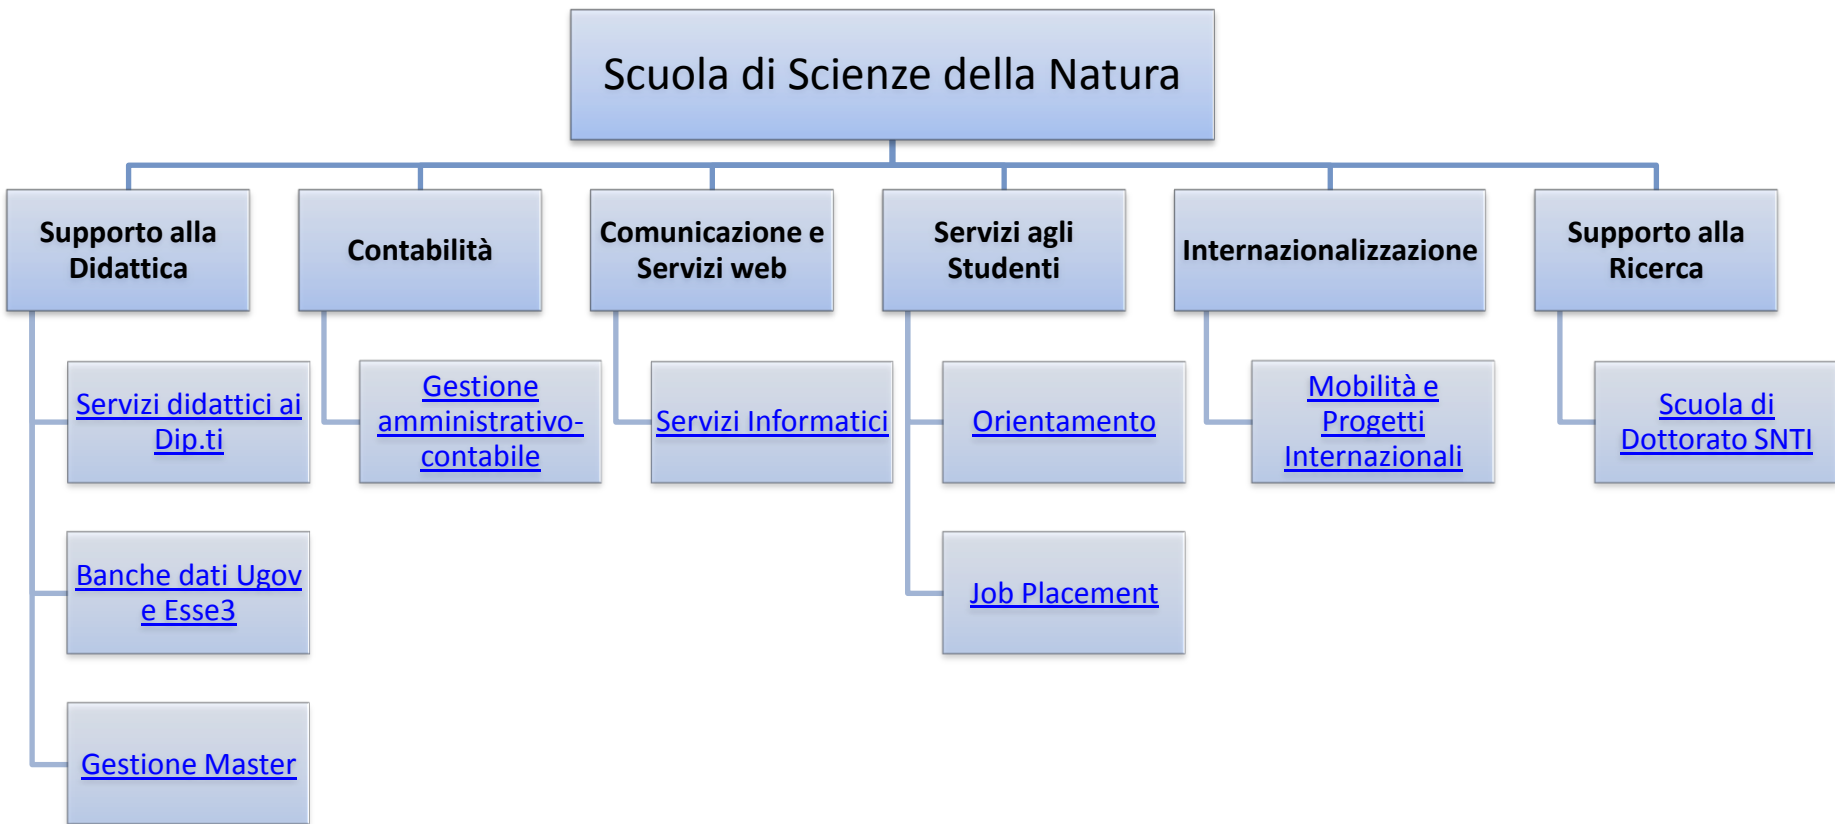 Scuola di Scienze della Natura
Supporto alla
Didattica
Contabilità
Comunicazione e
Servizi web
Servizi agli
Studenti
Internazionalizzazione
Supporto alla
Ricerca
Servizi didattici ai
Dip.ti
Gestione
amministrativo-
contabile
Servizi Informatici
Orientamento
Mobilità e
Progetti
Internazionali
Scuola di
Dottorato SNTI
Banche dati Ugov
e Esse3
Job Placement
Gestione Master